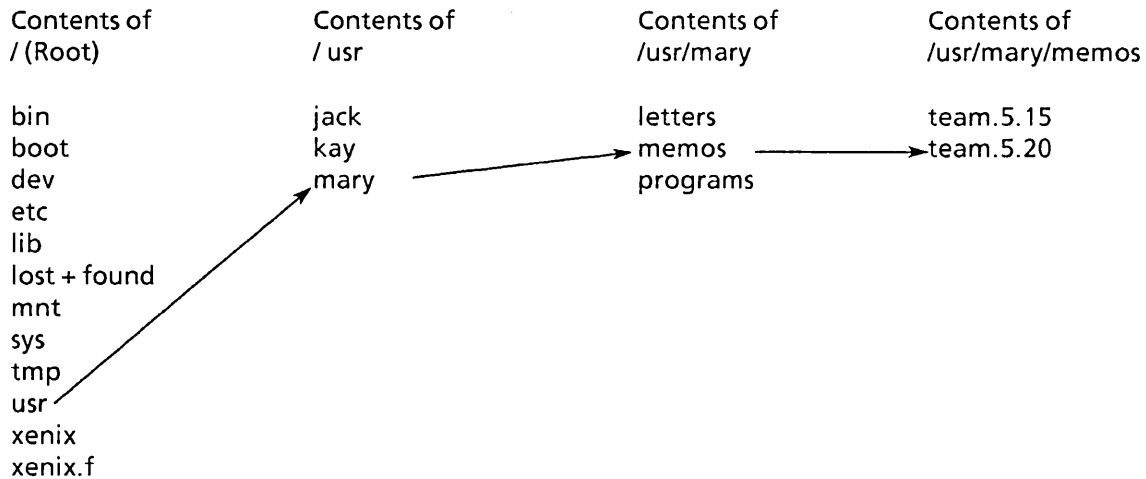 Contents of
/ (Root)
bin
boot
dev
etc
lib
lost + found
mnt
sys
tmp
usr
xenix
xenix.f
Contents of
/ usr
jack
kay
mary
Contents of
/usr/mary
letters
memos
programs
Contents of
/usr/mary/memos
team.5.15
team.5.20